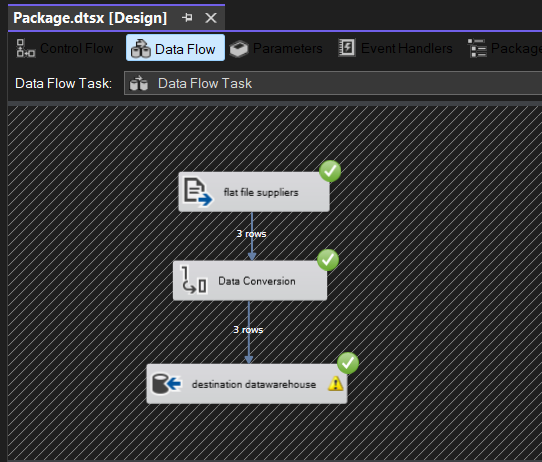 Package.dtsx [Design]
Control Flow Data Flow Parameters Event Handlers Package
Data Flow Task: Data Flow Task
flat file suppliers
3 rows
Data Conversion
3 rows
destination datawarehouse